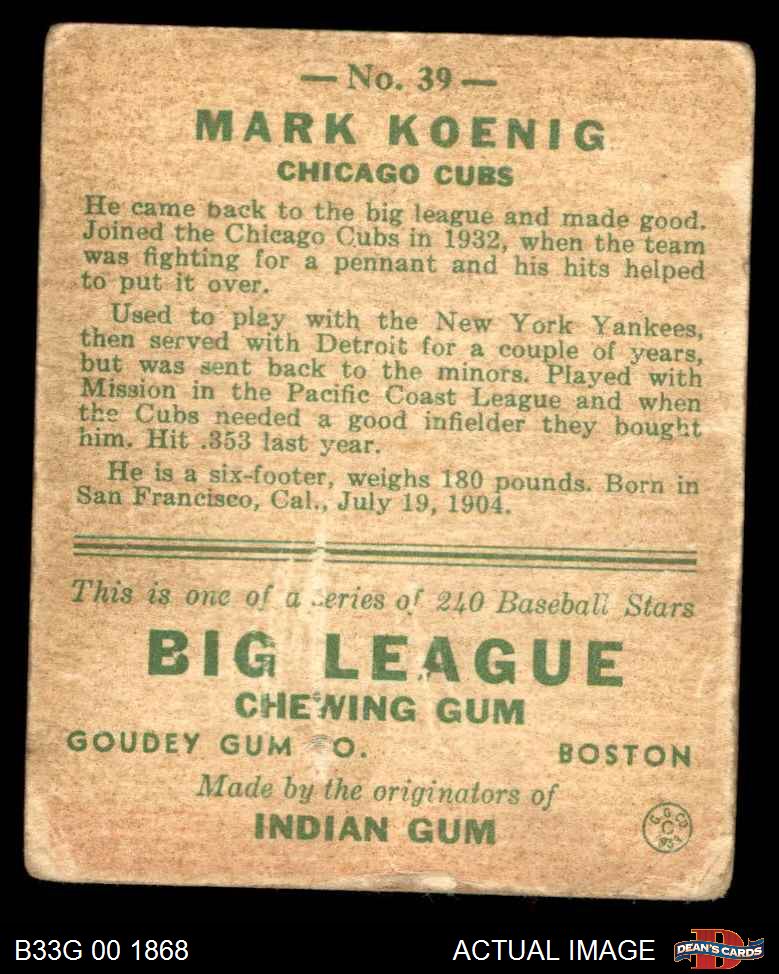 — No. 39 —
MARK KOENIG
CHICAGO CUBS
He came back to the big league and made good.
Joined the Chicago Cubs in 1932, when the team
was fighting for a pennant and his hits helped
to put it over.
Used to play with the New York Yankees,
then served with Detroit for a couple of years,
but was sent back to the minors. Played with
Mission in the Pacific Coast League and when
the Cubs needed a good infielder they bought
him. Hit .353 last year.
He is a six-footer, weighs 180 pounds. Born in
San Francisco, Cal., July 19, 1904.
This is one of a series of 240 Baseball Stars
BIG LEAGUE
CHEWING GUM
GOUDEY GUM CO. BOSTON
Made by the originators of
INDIAN GUM
G.G.CO.
C
1933
B33G 00 1868 ACTUAL IMAGE
D
DEAN'S CARDS